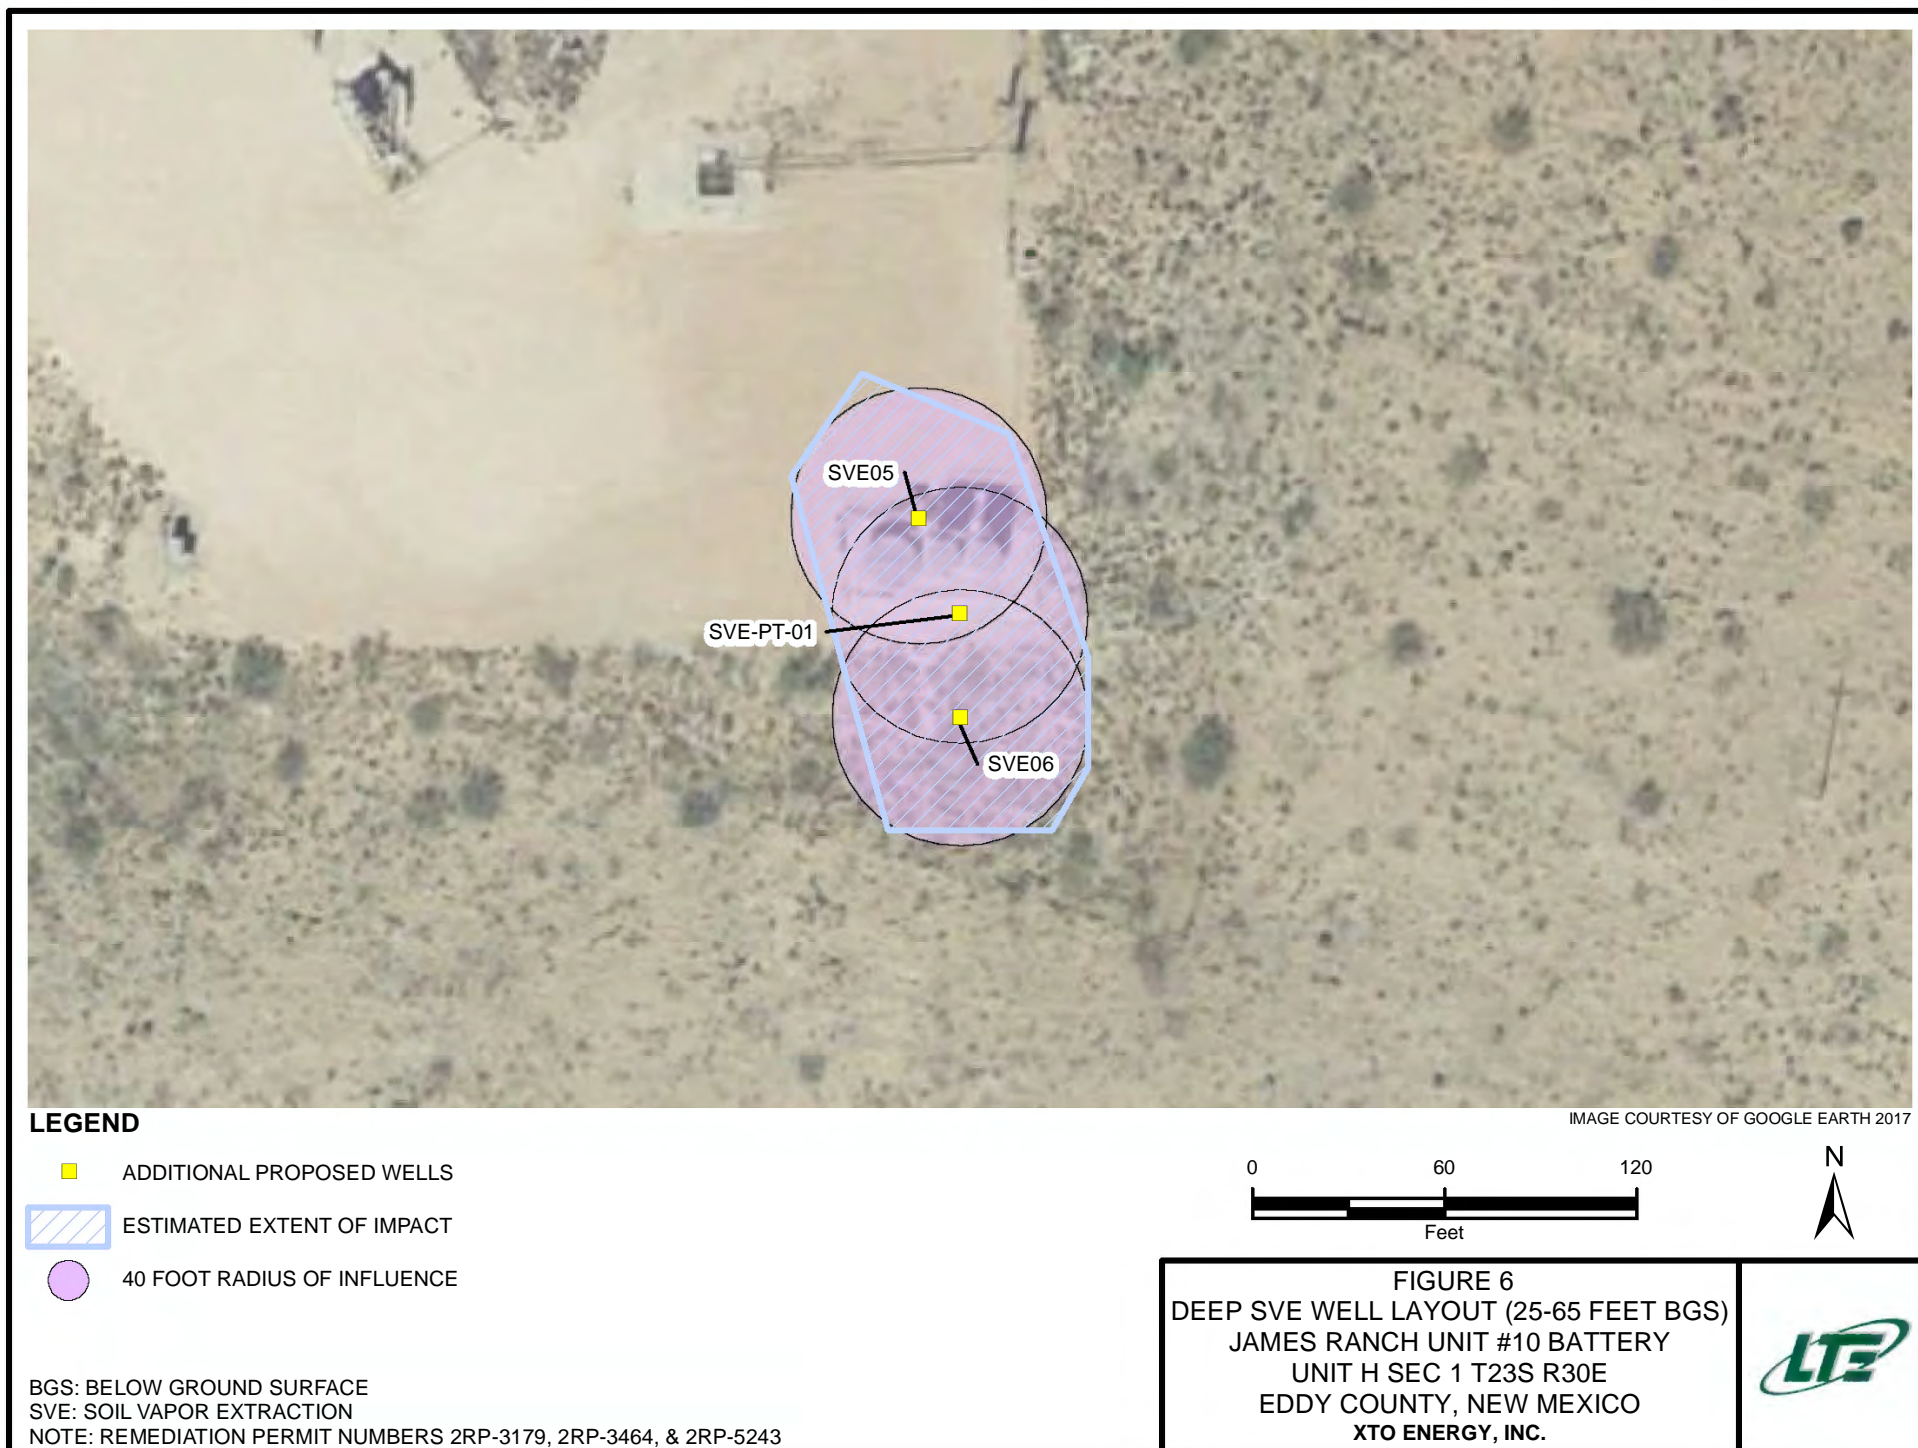 SVE05
SVE-PT-01
SVE06
LEGEND
IMAGE COURTESY OF GOOGLE EARTH 2017
ADDITIONAL PROPOSED WELLS
ESTIMATED EXTENT OF IMPACT
40 FOOT RADIUS OF INFLUENCE
0 60 120
Feet
N
BGS: BELOW GROUND SURFACE
SVE: SOIL VAPOR EXTRACTION
NOTE: REMEDIATION PERMIT NUMBERS 2RP-3179, 2RP-3464, & 2RP-5243
FIGURE 6
DEEP SVE WELL LAYOUT (25-65 FEET BGS)
JAMES RANCH UNIT #10 BATTERY
UNIT H SEC 1 T23S R30E
EDDY COUNTY, NEW MEXICO
XTO ENERGY, INC.
LTE